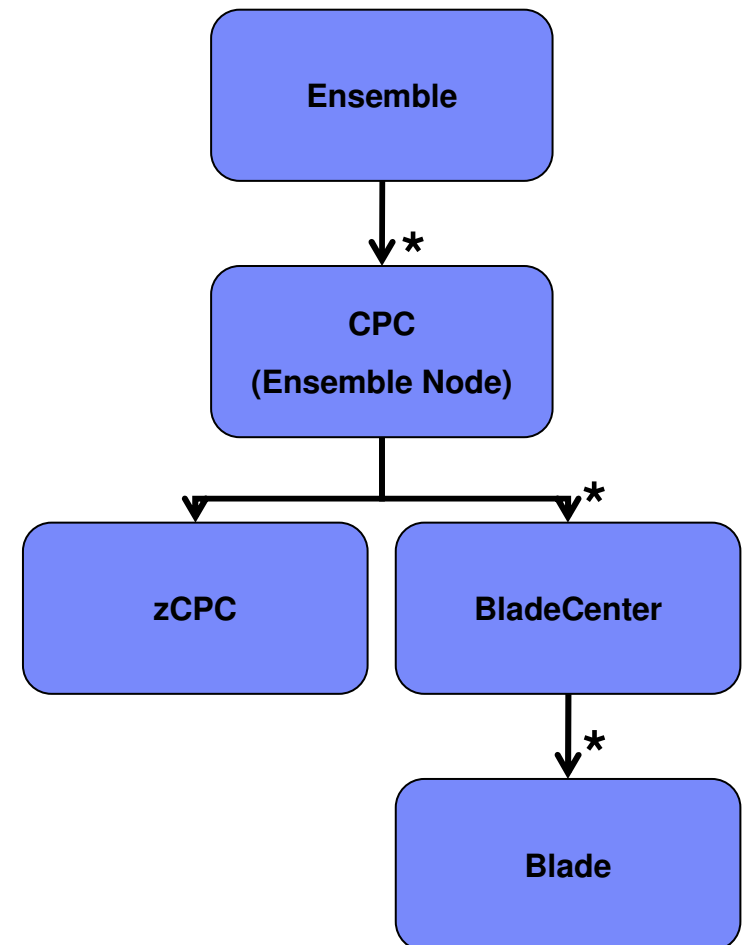 Ensemble
*
CPC
(Ensemble Node)
*
zCPC
BladeCenter
*
Blade